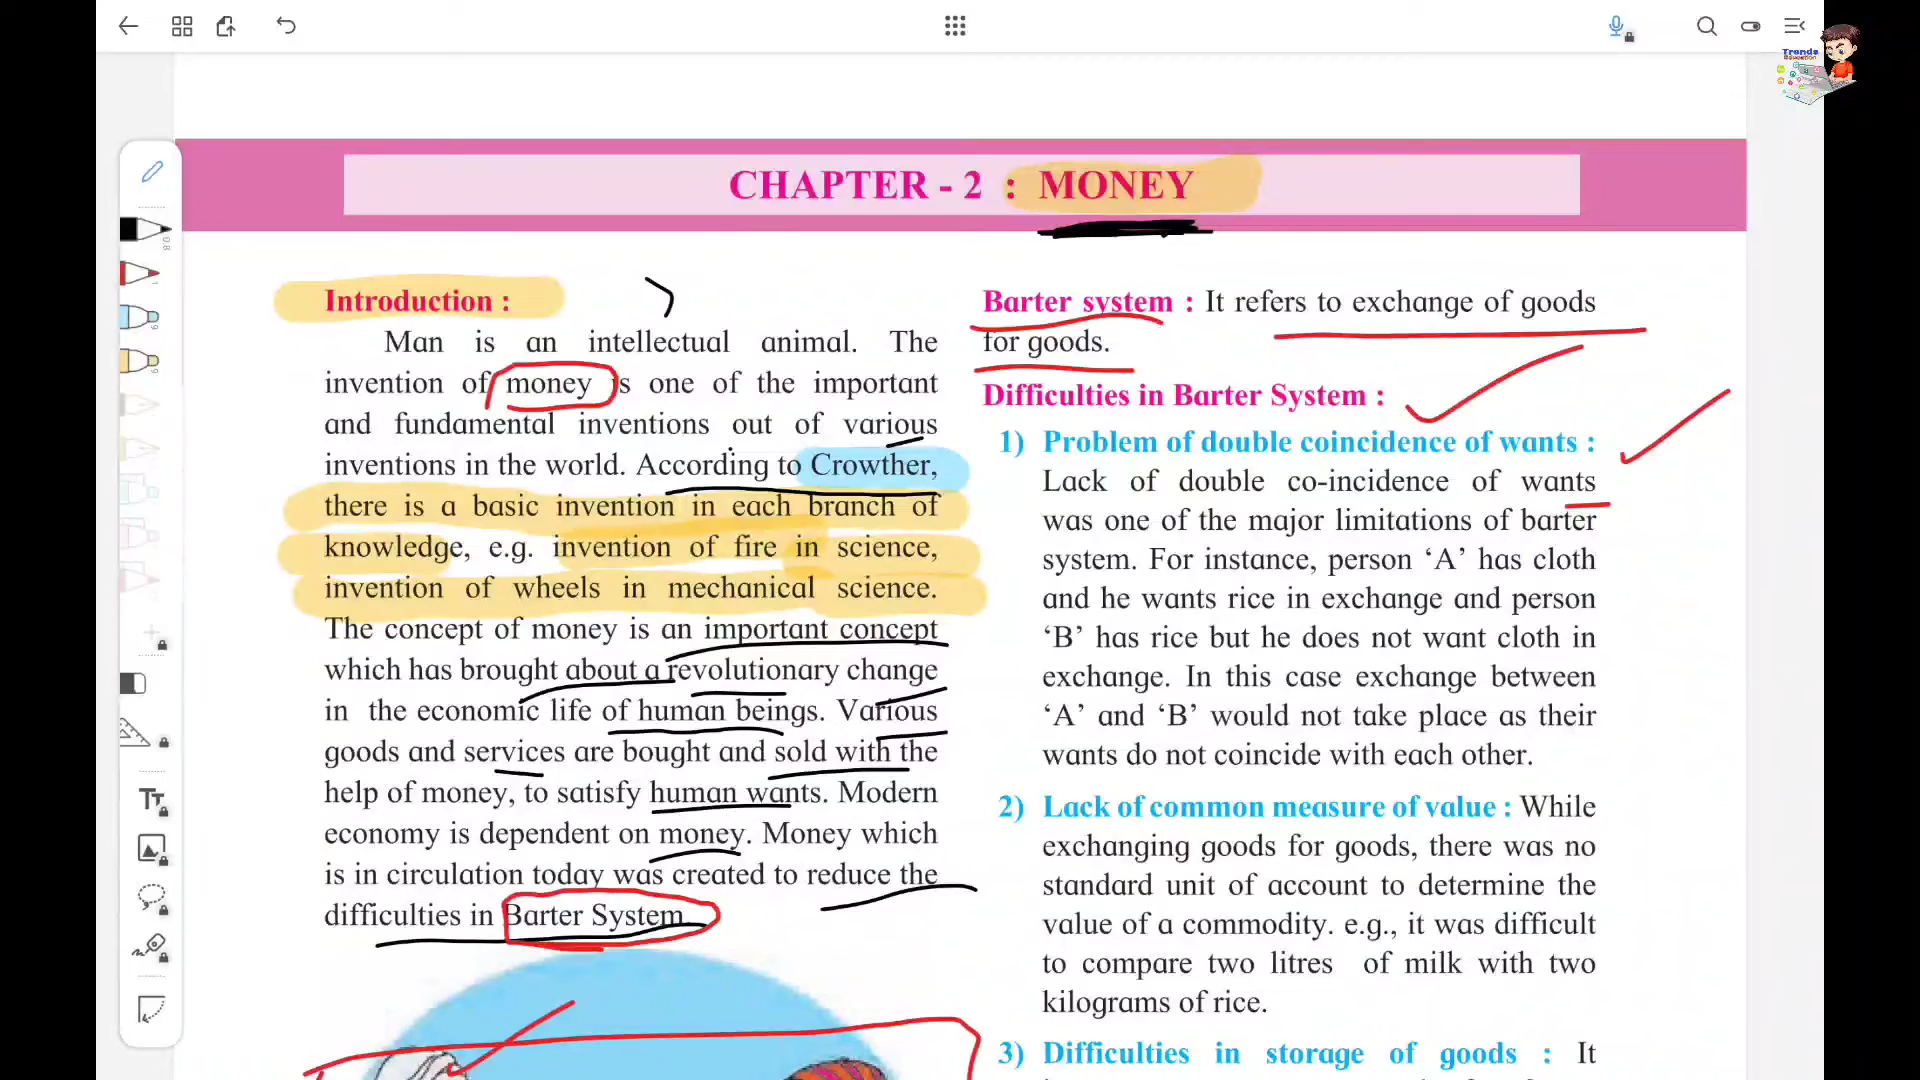 CHAPTER - 2 : MONEY
Introduction :
Man is an intellectual animal. The
invention of money is one of the important
and fundamental inventions out of various
inventions in the world. According to Crowther,
there is a basic invention in each branch of
knowledge, e.g. invention of fire in science,
invention of wheels in mechanical science.
The concept of money is an important concept
which has brought about a revolutionary change
in the economic life of human beings. Various
goods and services are bought and sold with the
help of money, to satisfy human wants. Modern
economy is dependent on money. Money which
is in circulation today was created to reduce the
difficulties in Barter System.
Barter system : It refers to exchange of goods
for goods.
Difficulties in Barter System :
1) Problem of double coincidence of wants :
Lack of double co-incidence of wants
was one of the major limitations of barter
system. For instance, person ‘A’ has cloth
and he wants rice in exchange and person
‘B’ has rice but he does not want cloth in
exchange. In this case exchange between
‘A’ and ‘B’ would not take place as their
wants do not coincide with each other.
2) Lack of common measure of value : While
exchanging goods for goods, there was no
standard unit of account to determine the
value of a commodity. e.g., it was difficult
to compare two litres of milk with two
kilograms of rice.
3) Difficulties in storage of goods : It
Trends
Education